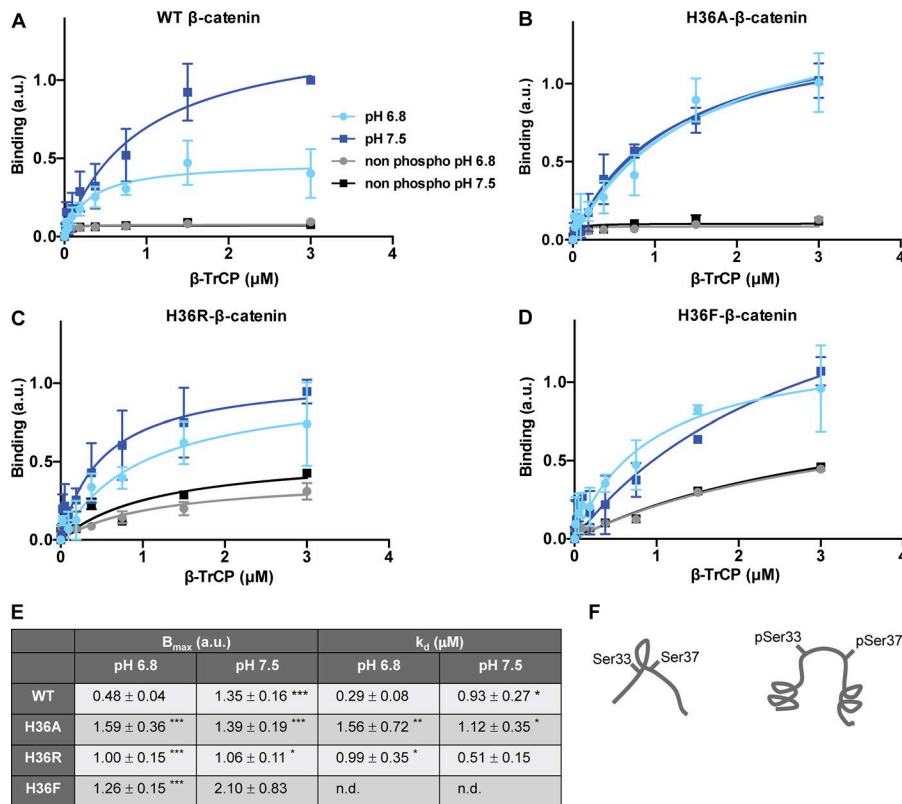 A
WT β-catenin
Binding (a.u.)
1.0
0.5
0.0
0 1 2 3 4
β-TrCP (μM)
pH 6.8
pH 7.5
non phospho pH 6.8
non phospho pH 7.5
B
H36A-β-catenin
Binding (a.u.)
1.0
0.5
0.0
0 1 2 3 4
β-TrCP (μM)
C
H36R-β-catenin
Binding (a.u.)
1.0
0.5
0.0
0 1 2 3 4
β-TrCP (μM)
D
H36F-β-catenin
Binding (a.u.)
1.0
0.5
0.0
0 1 2 3 4
β-TrCP (μM)
E
Bmax (a.u.) kd (μM)
pH 6.8 pH 7.5 pH 6.8 pH 7.5
WT 0.48 ± 0.04 1.35 ± 0.16 *** 0.29 ± 0.08 0.93 ± 0.27 *
H36A 1.59 ± 0.36 *** 1.39 ± 0.19 *** 1.56 ± 0.72 ** 1.12 ± 0.35 *
H36R 1.00 ± 0.15 *** 1.06 ± 0.11 * 0.99 ± 0.35 * 0.51 ± 0.15
H36F 1.26 ± 0.15 *** 2.10 ± 0.83 n.d. n.d.
F
Ser33 Ser37
pSer33 pSer37